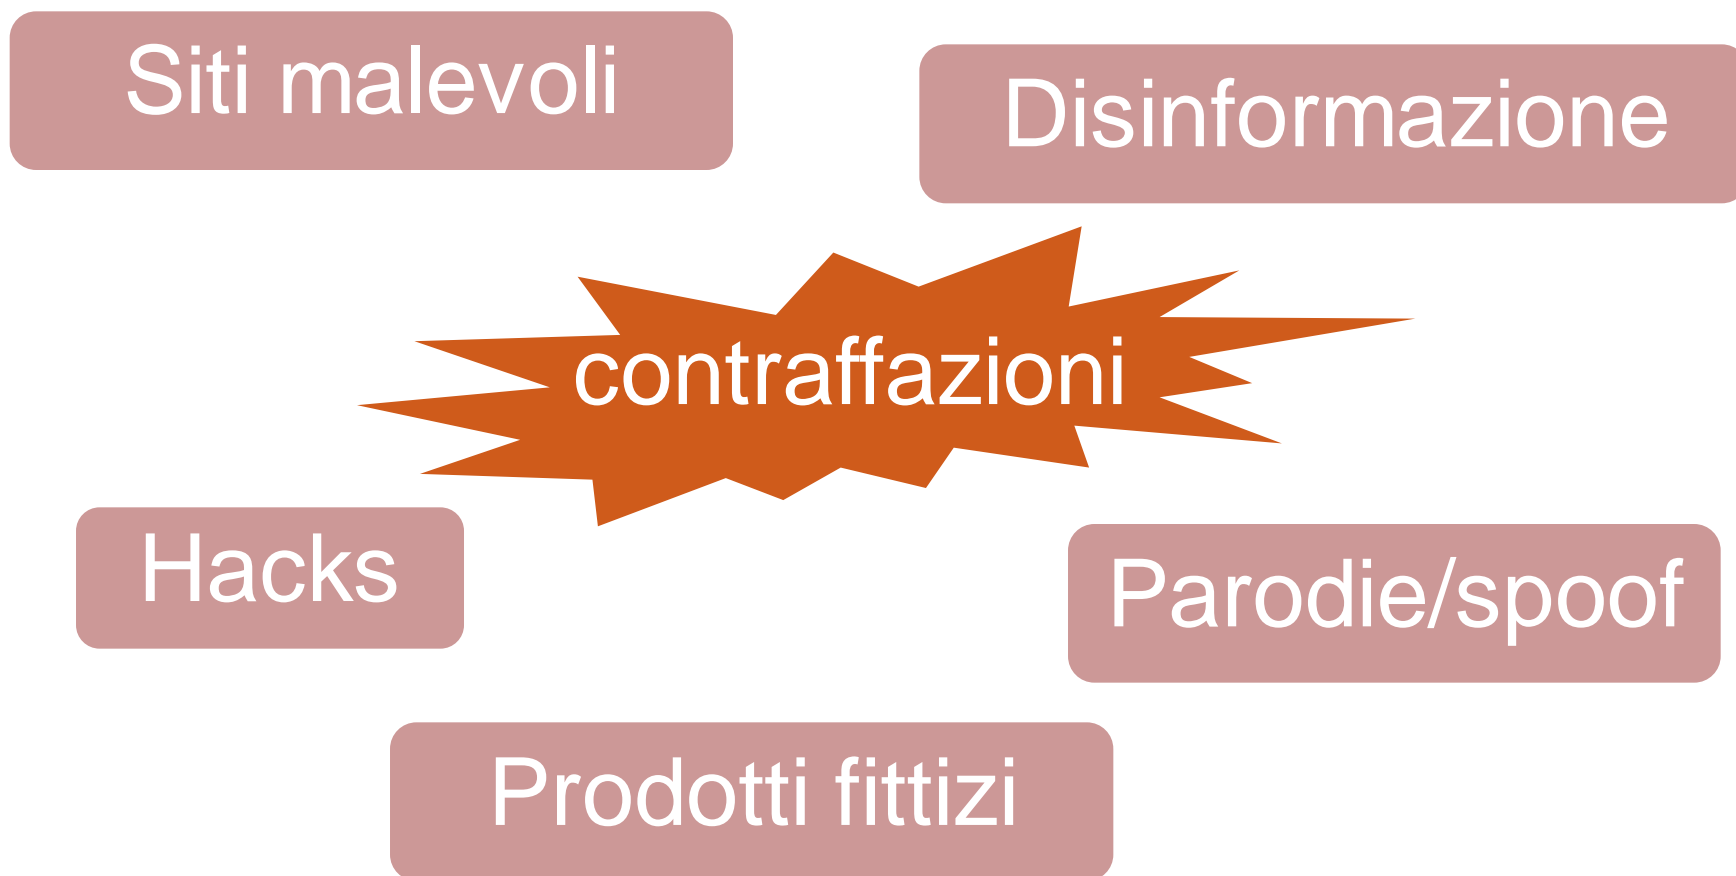 Siti malevoli
Disinformazione
contraffazioni
Hacks
Parodie/spoof
Prodotti fittizi